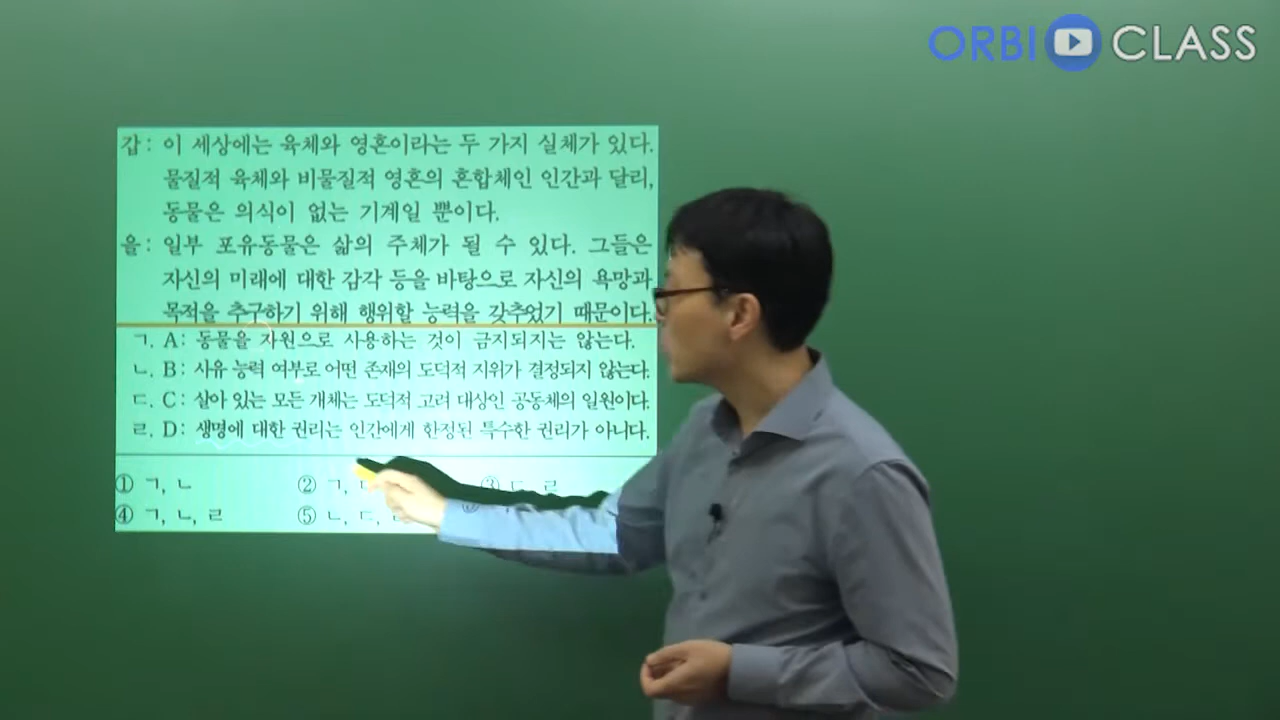 ORBI CLASS
갑: 이 세상에는 육체와 영혼이라는 두 가지 실체가 있다.
물질적 육체와 비물질적 영혼의 혼합체인 인간과 달리,
동물은 의식이 없는 기계일 뿐이다.
을: 일부 포유동물은 삶의 주체가 될 수 있다. 그들은
자신의 미래에 대한 감각 등을 바탕으로 자신의 욕망과
목적을 추구하기 위해 행위할 능력을 갖추었기 때문이다.
ㄱ. A: 동물을 자원으로 사용하는 것이 금지되지는 않는다.
ㄴ. B: 사유 능력 여부로 어떤 존재의 도덕적 지위가 결정되지 않는다.
ㄷ. C: 살아 있는 모든 개체는 도덕적 고려 대상인 공동체의 일원이다.
ㄹ. D: 생명에 대한 권리는 인간에게 한정된 특수한 권리가 아니다.
① ㄱ, ㄴ ② ㄱ, ③ ㄷ, ㄹ
④ ㄱ, ㄴ, ㄹ ⑤ ㄴ, ㄷ,